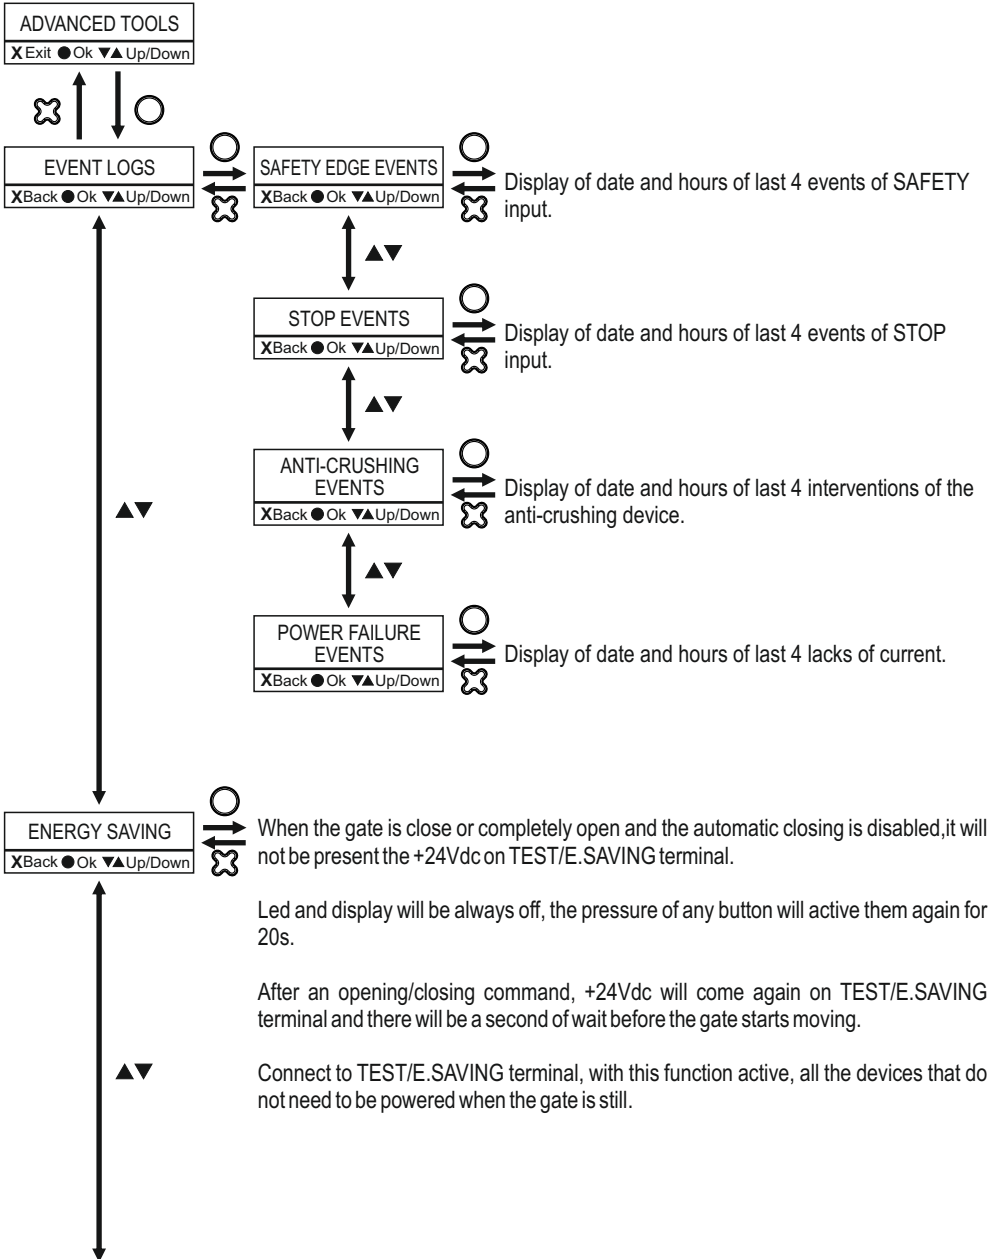 ADVANCED TOOLS
X Exit ● Ok ▼▲ Up/Down
EVENT LOGS
XBack ● Ok ▼▲Up/Down
SAFETY EDGE EVENTS
XBack ● Ok ▼▲Up/Down
Display of date and hours of last 4 events of SAFETY
input.
▲▼
STOP EVENTS
XBack ● Ok ▼▲Up/Down
Display of date and hours of last 4 events of STOP
input.
▲▼
ANTI-CRUSHING
EVENTS
XBack ● Ok ▼▲Up/Down
Display of date and hours of last 4 interventions of the
anti-crushing device.
▲▼
▲▼
POWER FAILURE
EVENTS
XBack ● Ok ▼▲Up/Down
Display of date and hours of last 4 lacks of current.
ENERGY SAVING
XBack ● Ok ▼▲Up/Down
When the gate is close or completely open and the automatic closing is disabled,it will
not be present the +24Vdc on TEST/E.SAVING terminal.
Led and display will be always off, the pressure of any button will active them again for
20s.
After an opening/closing command, +24Vdc will come again on TEST/E.SAVING
terminal and there will be a second of wait before the gate starts moving.
▲▼
Connect to TEST/E.SAVING terminal, with this function active, all the devices that do
not need to be powered when the gate is still.